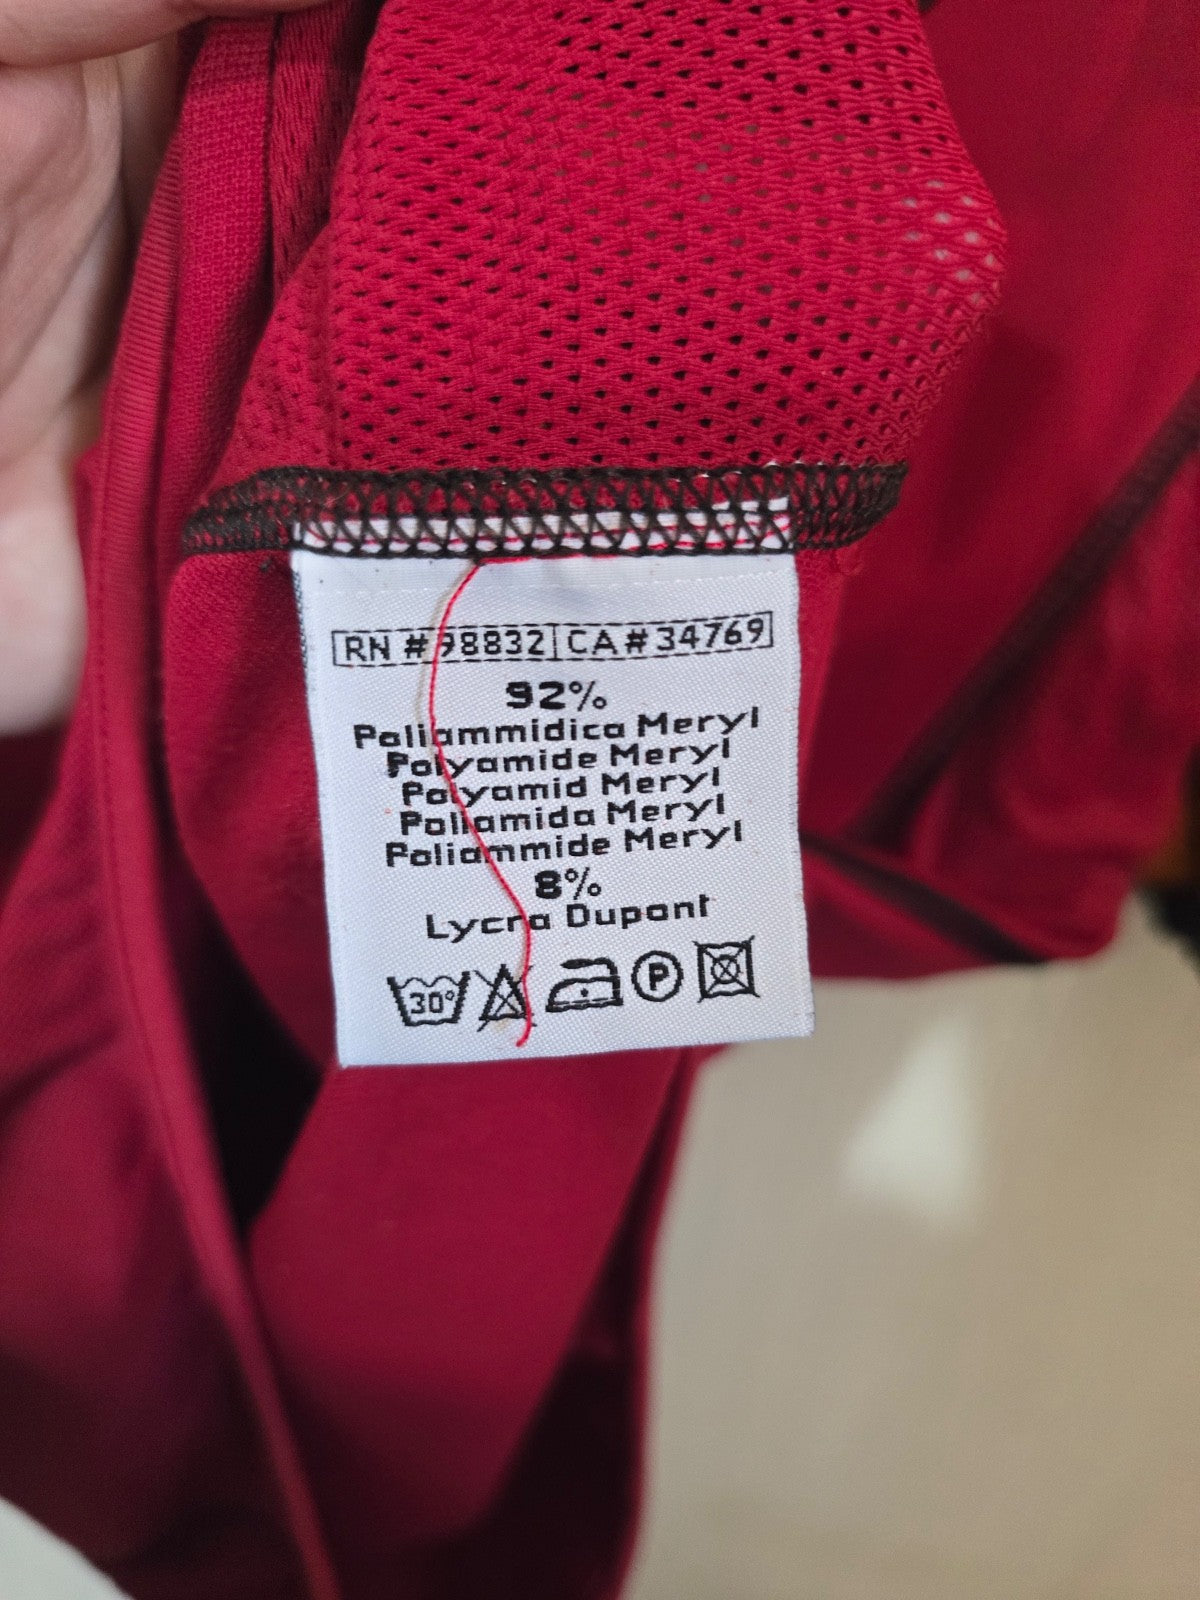 RN #98832 CA#34769
92%
Poliammidica Meryl
Polyamide Meryl
Polyamid Meryl
Poliamida Meryl
Poliammide Meryl
8%
Lycra Dupont
30° P